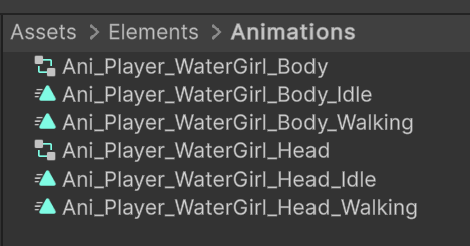 Assets > Elements > Animations
Ani_Player_WaterGirl_Body
Ani_Player_WaterGirl_Body_Idle
Ani_Player_WaterGirl_Body_Walking
Ani_Player_WaterGirl_Head
Ani_Player_WaterGirl_Head_Idle
Ani_Player_WaterGirl_Head_Walking